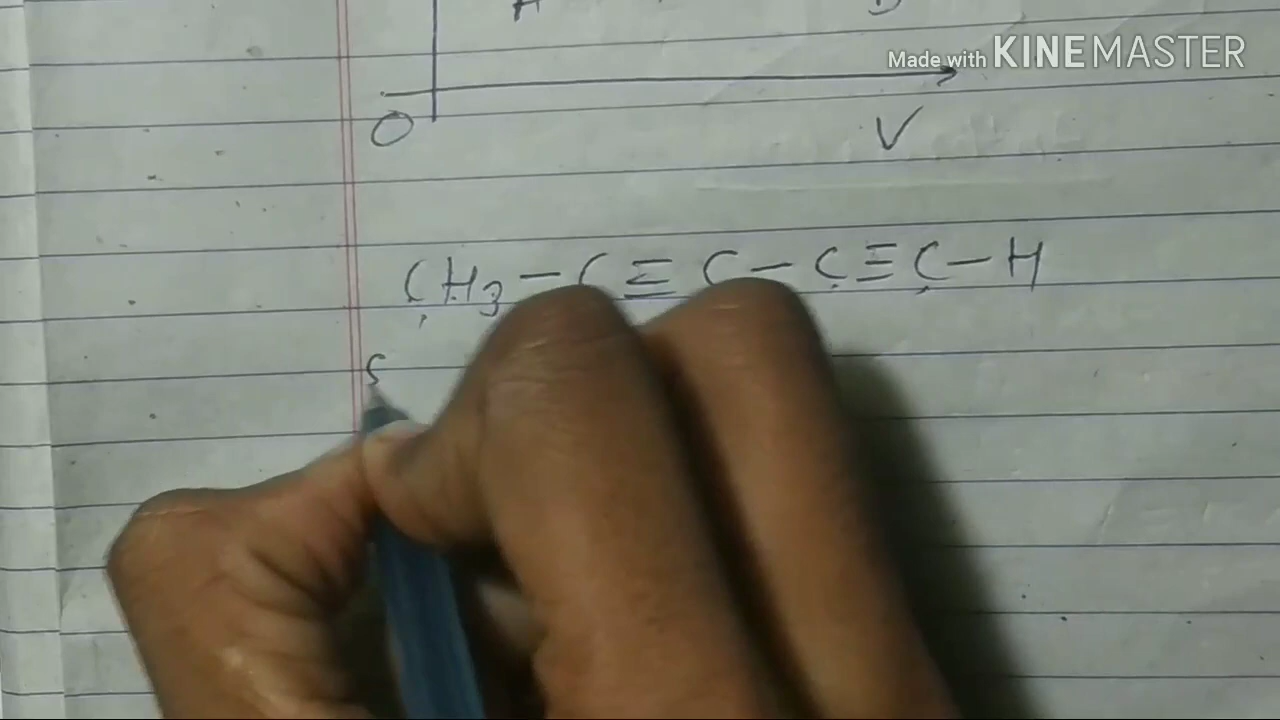 Made with KINEMASTER
O V
CH3 - C ≡ C - C ≡ C - H